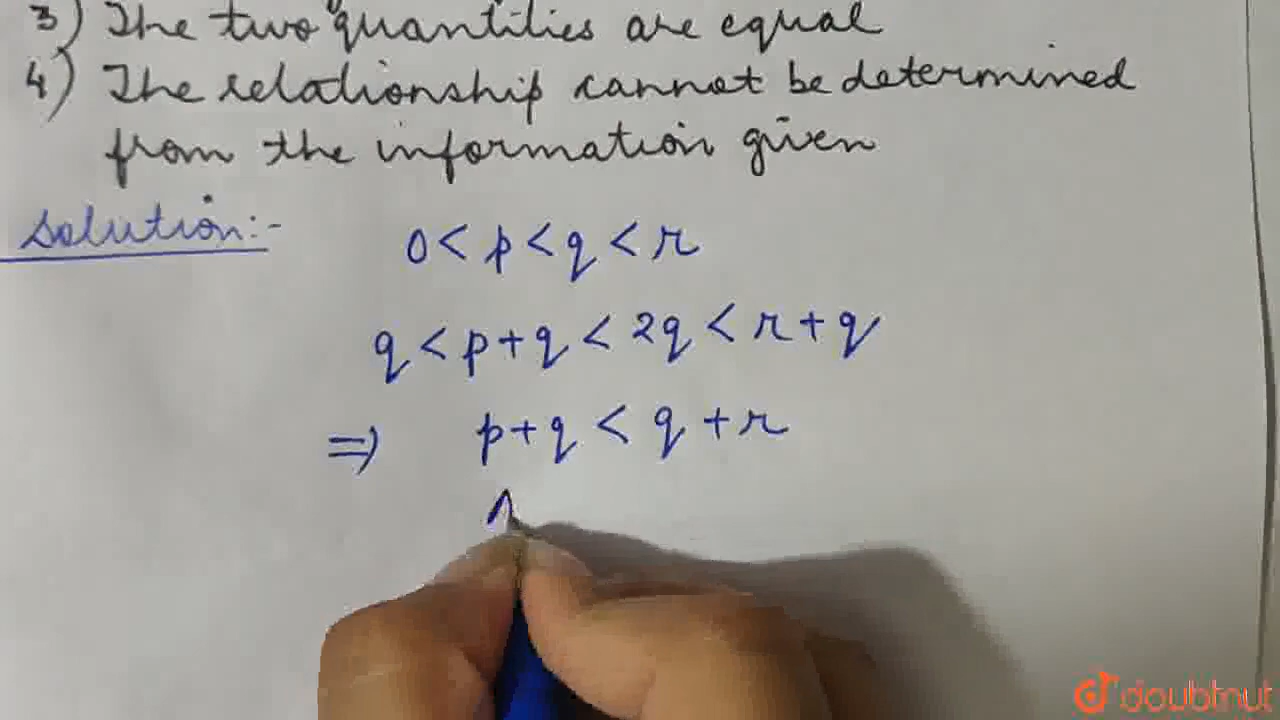 3) The two quantities are equal
4) The relationship cannot be determined
from the information given
Solution:-
0 < p < q < r
q < p + q < 2q < r + q
⇒ p + q < q + r
doubtnut